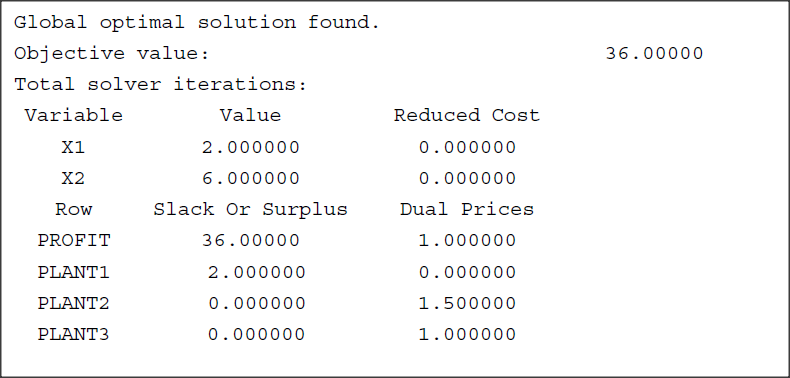 Global optimal solution found.
Objective value: 36.00000
Total solver iterations:
Variable Value Reduced Cost
X1 2.000000 0.000000
X2 6.000000 0.000000
Row Slack Or Surplus Dual Prices
PROFIT 36.00000 1.000000
PLANT1 2.000000 0.000000
PLANT2 0.000000 1.500000
PLANT3 0.000000 1.000000